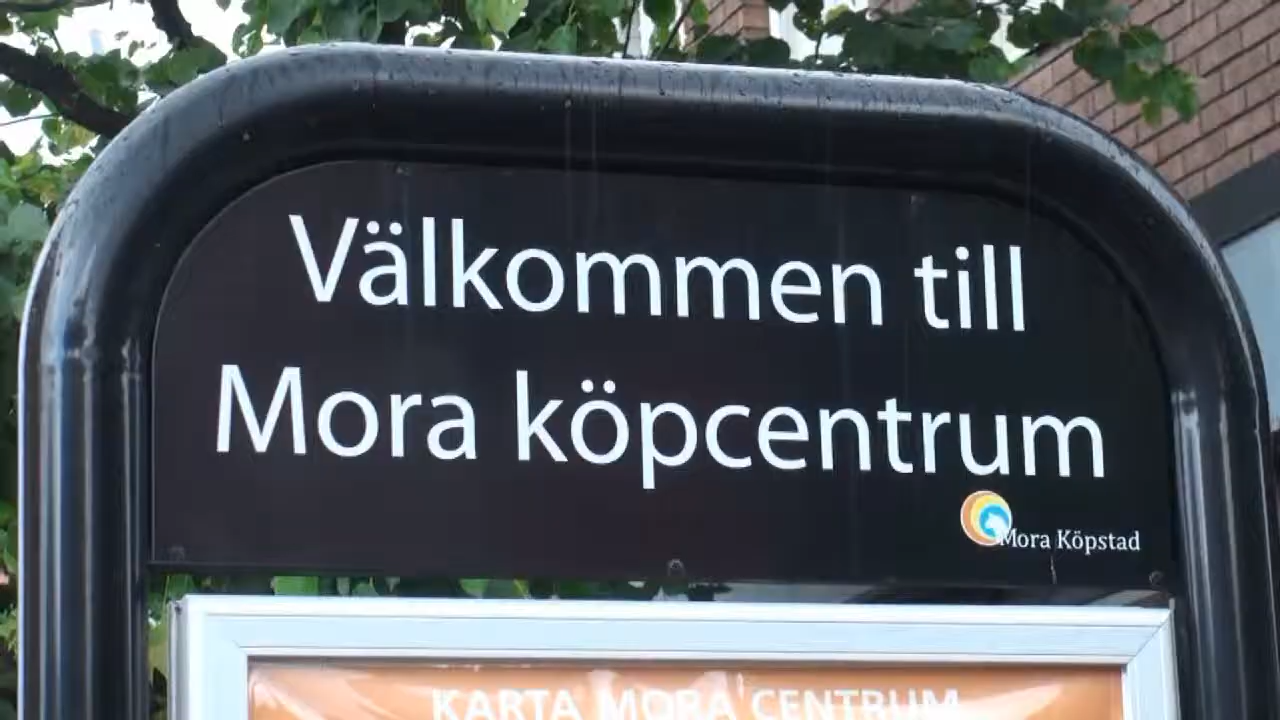 Välkommen till
Mora köpcentrum
Mora Köpstad
KARTA MORA CENTRUM